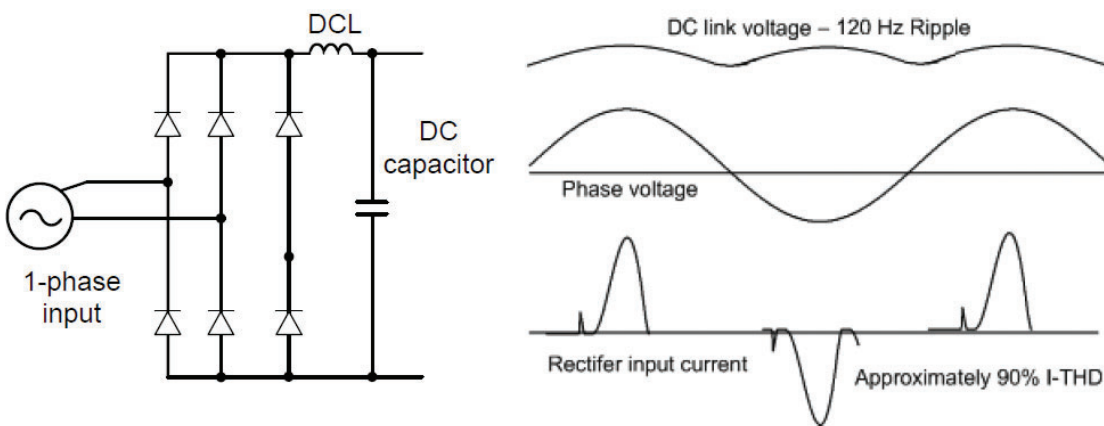 DCL
DC
capacitor
1-phase
input
DC link voltage – 120 Hz Ripple
Phase voltage
Rectifer input current
Approximately 90% I-THD